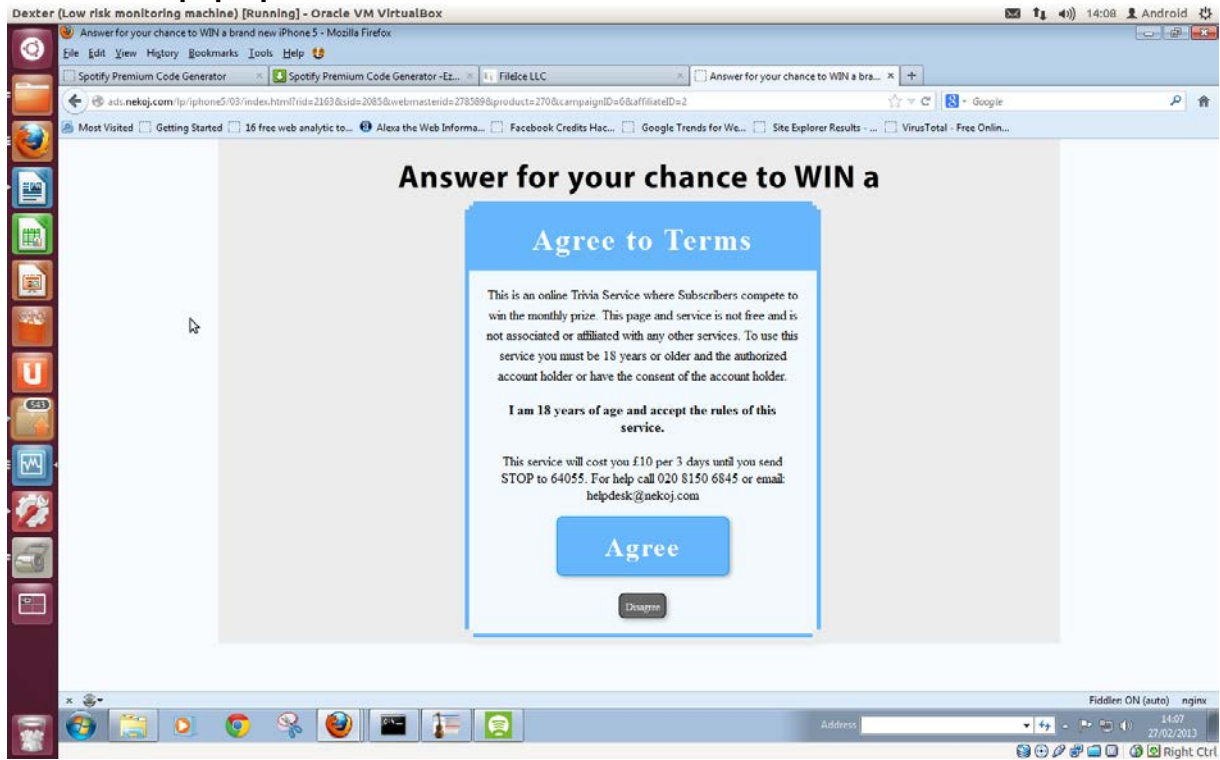 Dexter (Low risk monitoring machine) [Running] - Oracle VM VirtualBox
14:08 Android
Answer for your chance to WIN a brand new iPhone 5 - Mozilla Firefox
File Edit View History Bookmarks Tools Help
Spotify Premium Code Generator
Spotify Premium Code Generator -Ez...
FileIce LLC
Answer for your chance to WIN a bra...
ads.nekoj.com/lp/iphone5/03/index.html?rid=2163&sid=2085&webmasterid=278589&product=270&campaignID=6&affiliateID=2
Google
Most Visited Getting Started 16 free web analytic to... Alexa the Web Informa... Facebook Credits Hac... Google Trends for We... Site Explorer Results - ... VirusTotal - Free Onlin...
Answer for your chance to WIN a
Agree to Terms
This is an online Trivia Service where Subscribers compete to
win the monthly prize. This page and service is not free and is
not associated or affiliated with any other services. To use this
service you must be 18 years or older and the authorized
account holder or have the consent of the account holder.
I am 18 years of age and accept the rules of this
service.
This service will cost you £10 per 3 days until you send
STOP to 64055. For help call 020 8150 6845 or email:
helpdesk@nekoj.com
Agree
Disagree
543
x
Fiddler: ON (auto) nginx
Address
14:07
27/02/2013
Right Ctrl